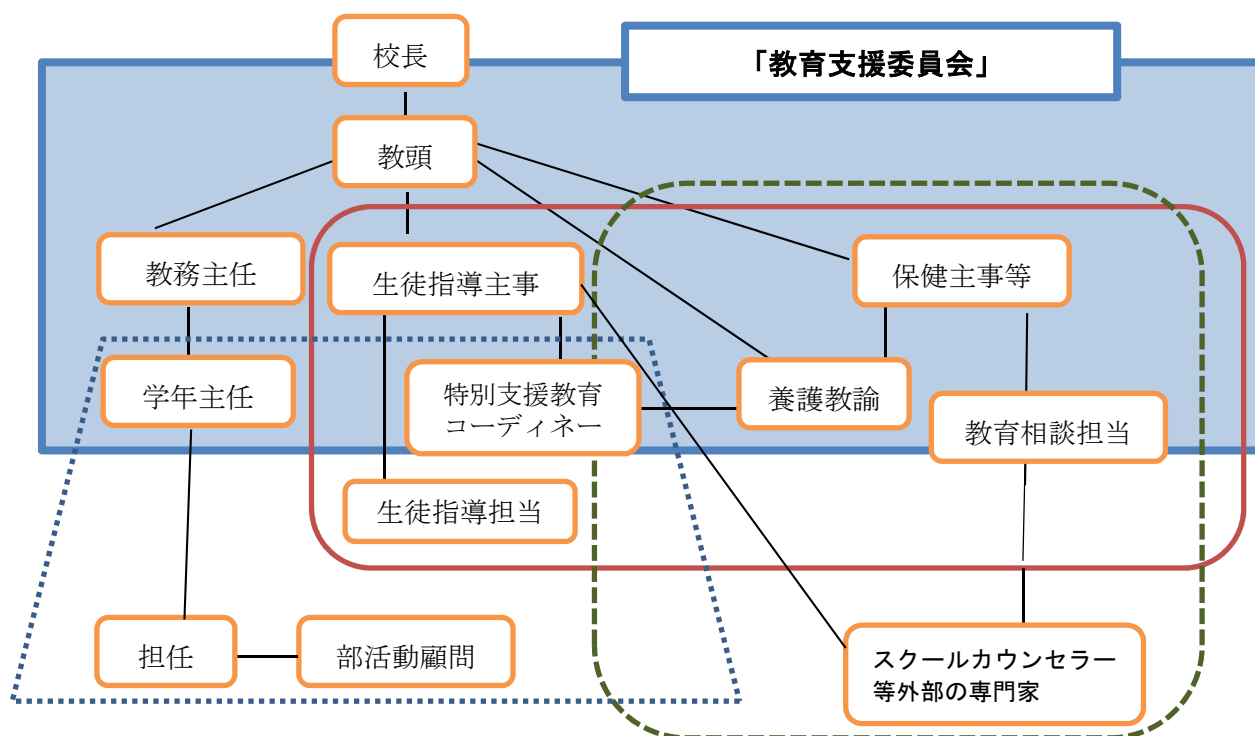 校長
「教育支援委員会」
教頭
教務主任
生徒指導主事
保健主事等
学年主任
特別支援教育
コーディネー
養護教諭
教育相談担当
生徒指導担当
担任
部活動顧問
スクールカウンセラー
等外部の専門家